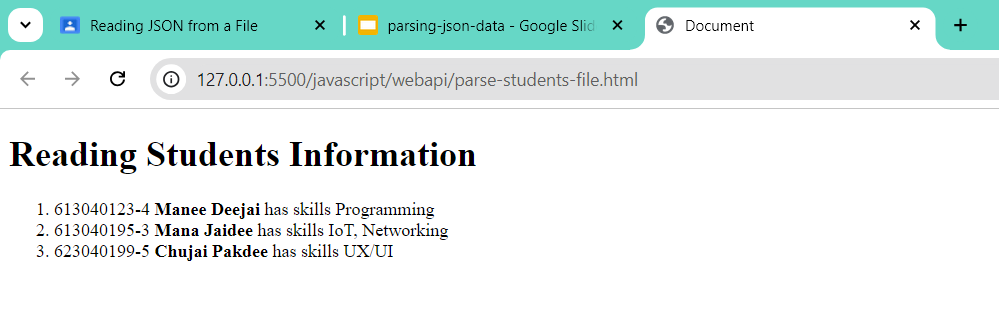 Reading JSON from a File
parsing-json-data - Google Slid
Document
127.0.0.1:5500/javascript/webapi/parse-students-file.html
Reading Students Information
1. 613040123-4 Manee Deejai has skills Programming
2. 613040195-3 Mana Jaidee has skills IoT, Networking
3. 623040199-5 Chujai Pakdee has skills UX/UI